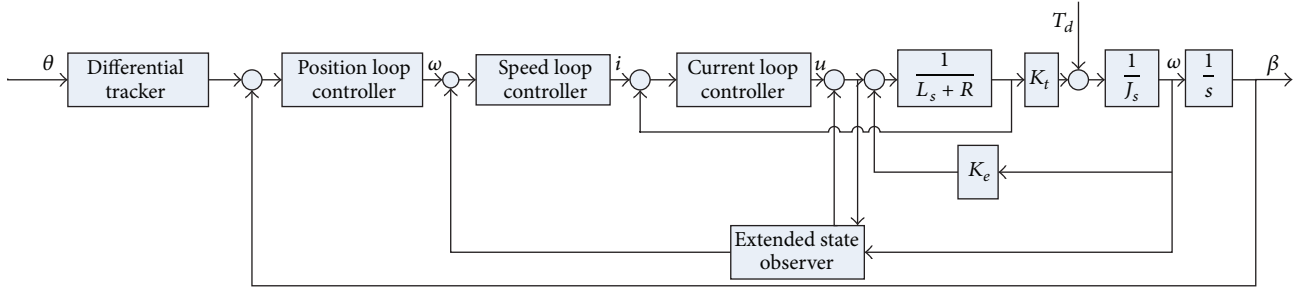 T_d
θ
Differential
tracker
Position loop
controller
ω
Speed loop
controller
i
Current loop
controller
u
1
L_s + R
K_t
1
J_s
ω
1
s
β
K_e
Extended state
observer